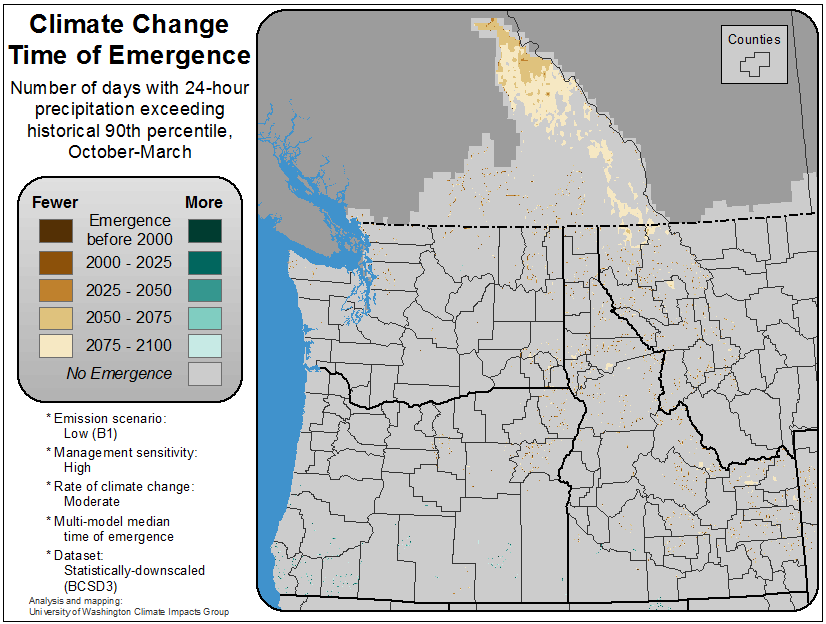 Climate Change
Time of Emergence
Number of days with 24-hour
precipitation exceeding
historical 90th percentile,
October-March
Fewer
More
Emergence
before 2000
2000 - 2025
2025 - 2050
2050 - 2075
2075 - 2100
No Emergence
* Emission scenario:
Low (B1)
* Management sensitivity:
High
* Rate of climate change:
Moderate
* Multi-model median
time of emergence
* Dataset:
Statistically-downscaled
(BCSD3)
Analysis and mapping:
University of Washington Climate Impacts Group
Counties